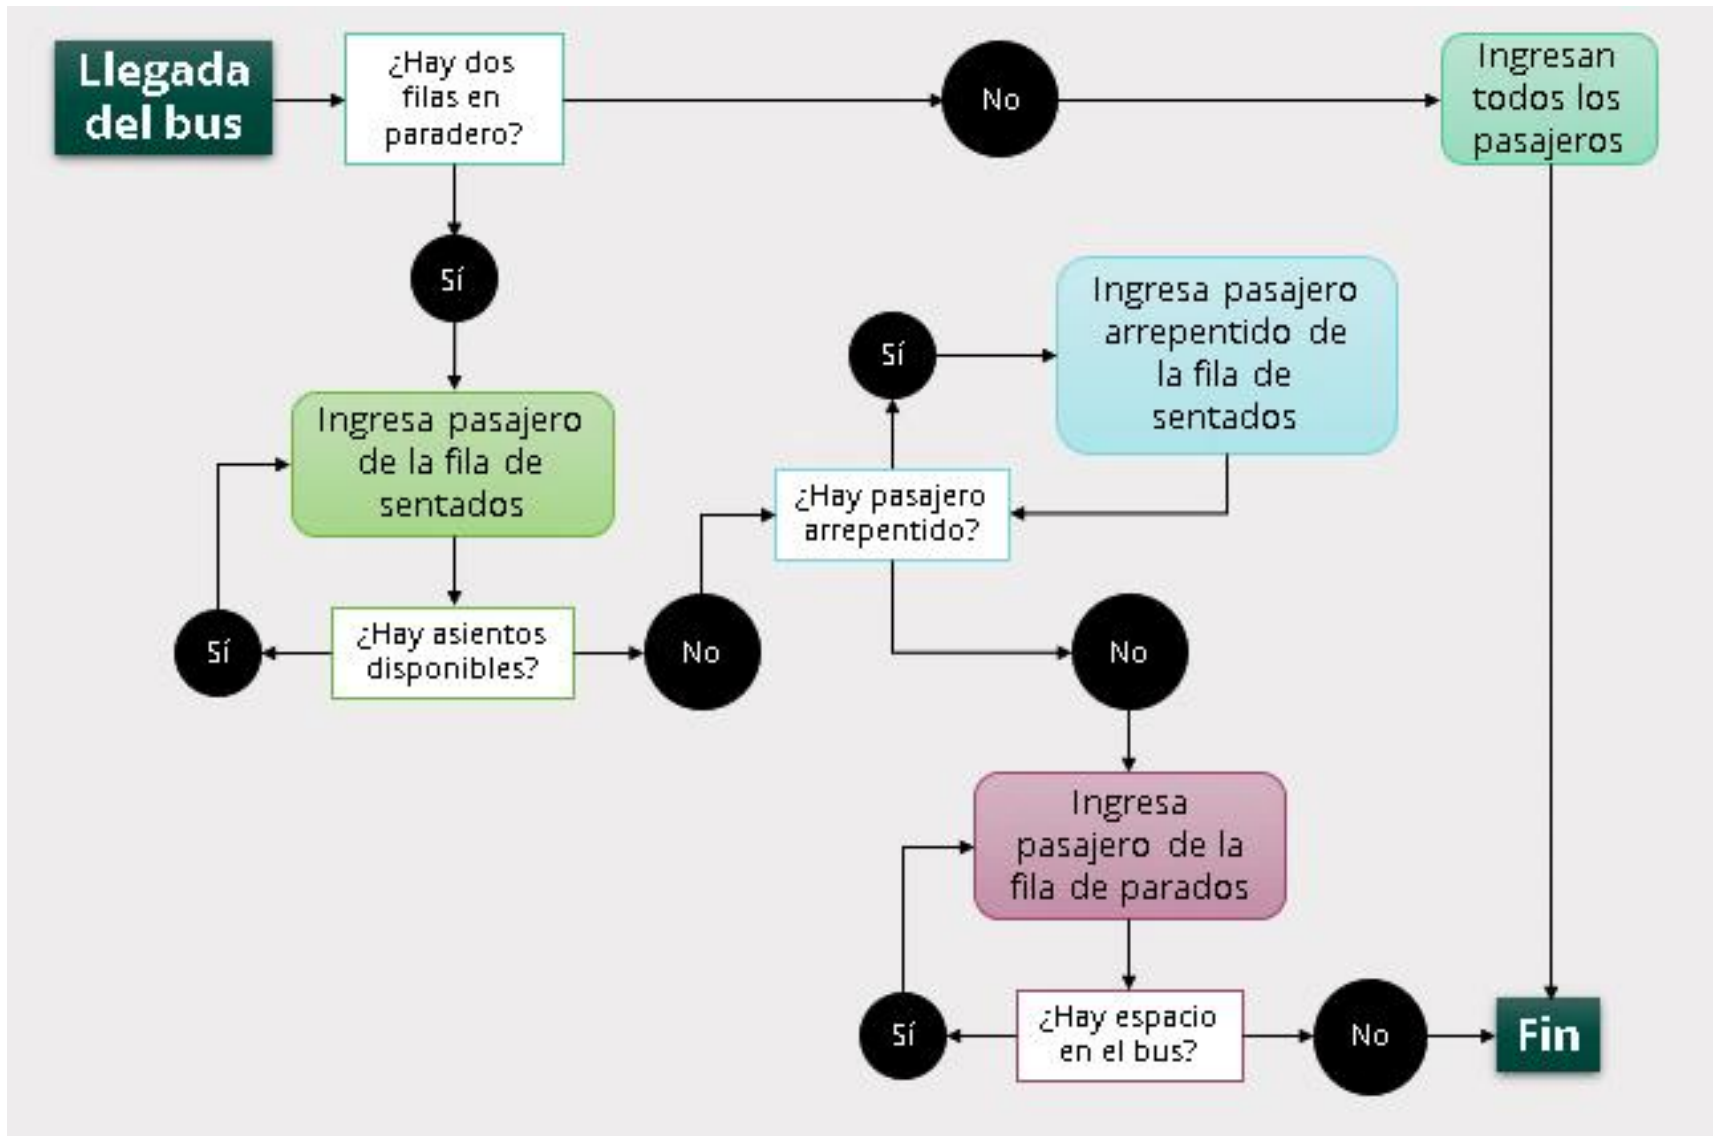 Llegada
del bus
¿Hay dos
filas en
paradero?
No
Ingresan
todos los
pasajeros
Sí
Ingresa pasajero
de la fila de
sentados
Sí
¿Hay asientos
disponibles?
No
¿Hay pasajero
arrepentido?
Sí
Ingresa pasajero
arrepentido de
la fila de
sentados
No
Ingresa
pasajero de la
fila de parados
Sí
¿Hay espacio
en el bus?
No
Fin